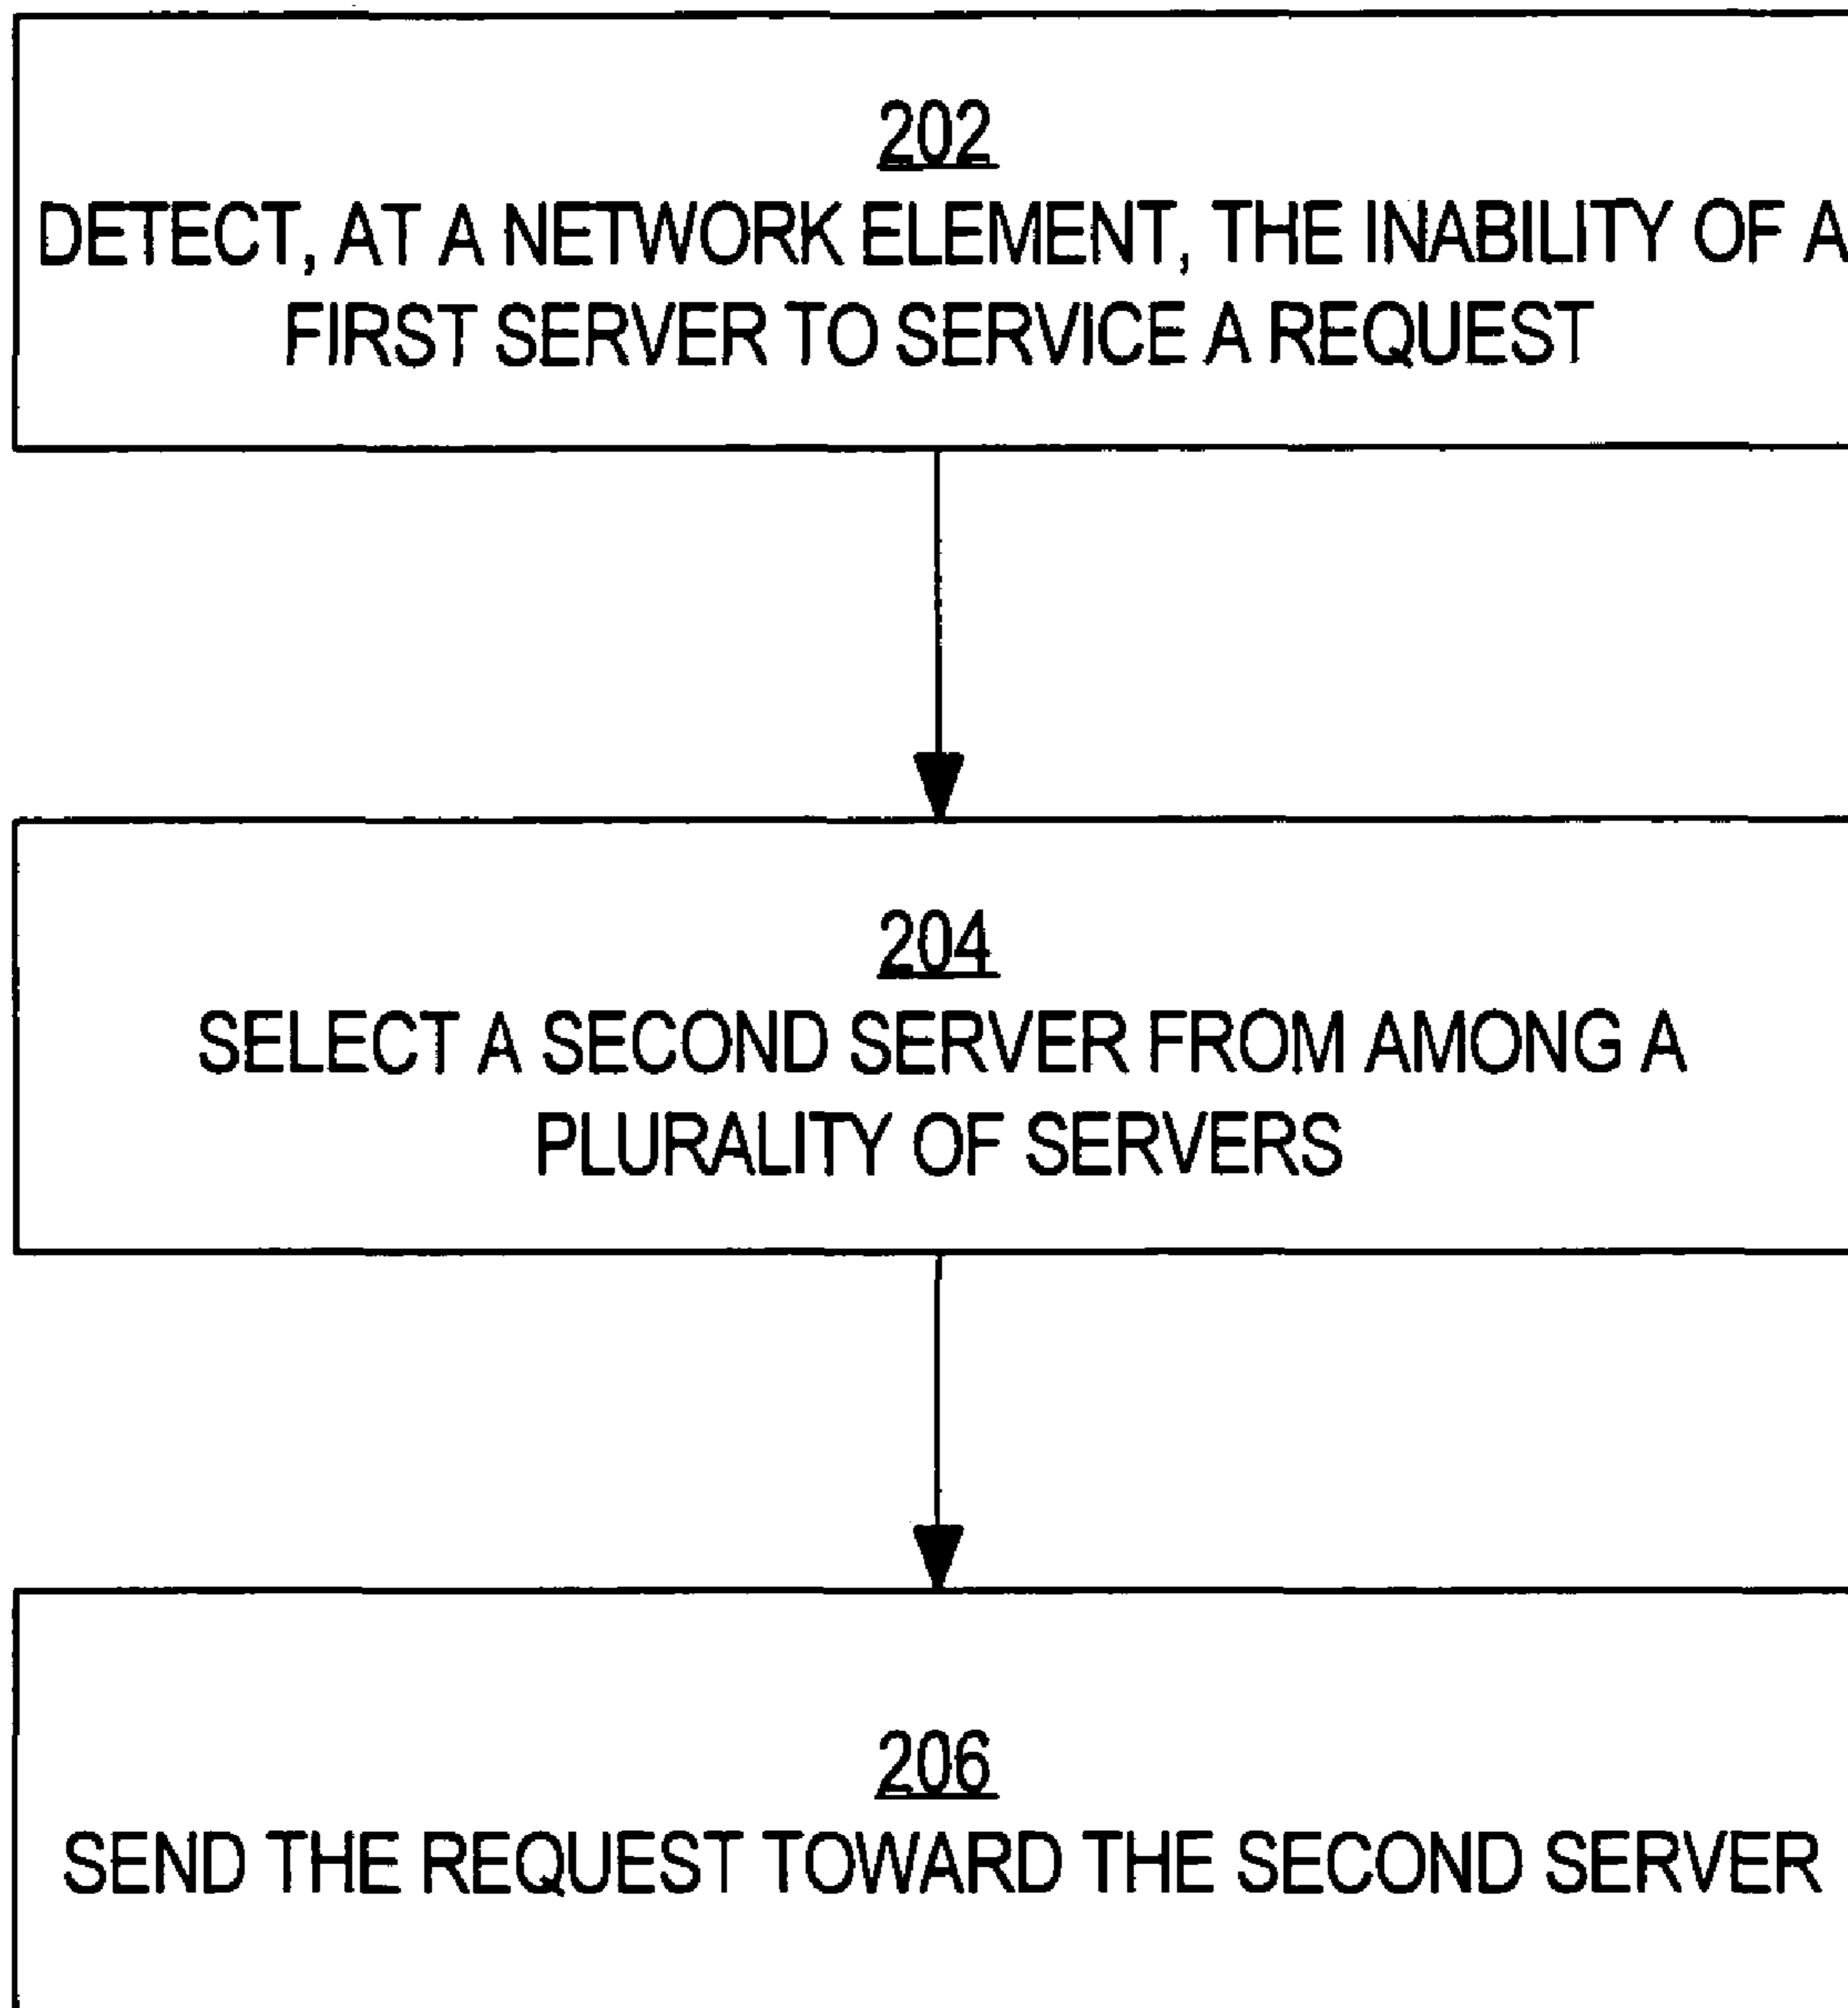 202
DETECT, AT A NETWORK ELEMENT, THE INABILITY OF A
FIRST SERVER TO SERVICE A REQUEST
204
SELECT A SECOND SERVER FROM AMONG A
PLURALITY OF SERVERS
206
SEND THE REQUEST TOWARD THE SECOND SERVER